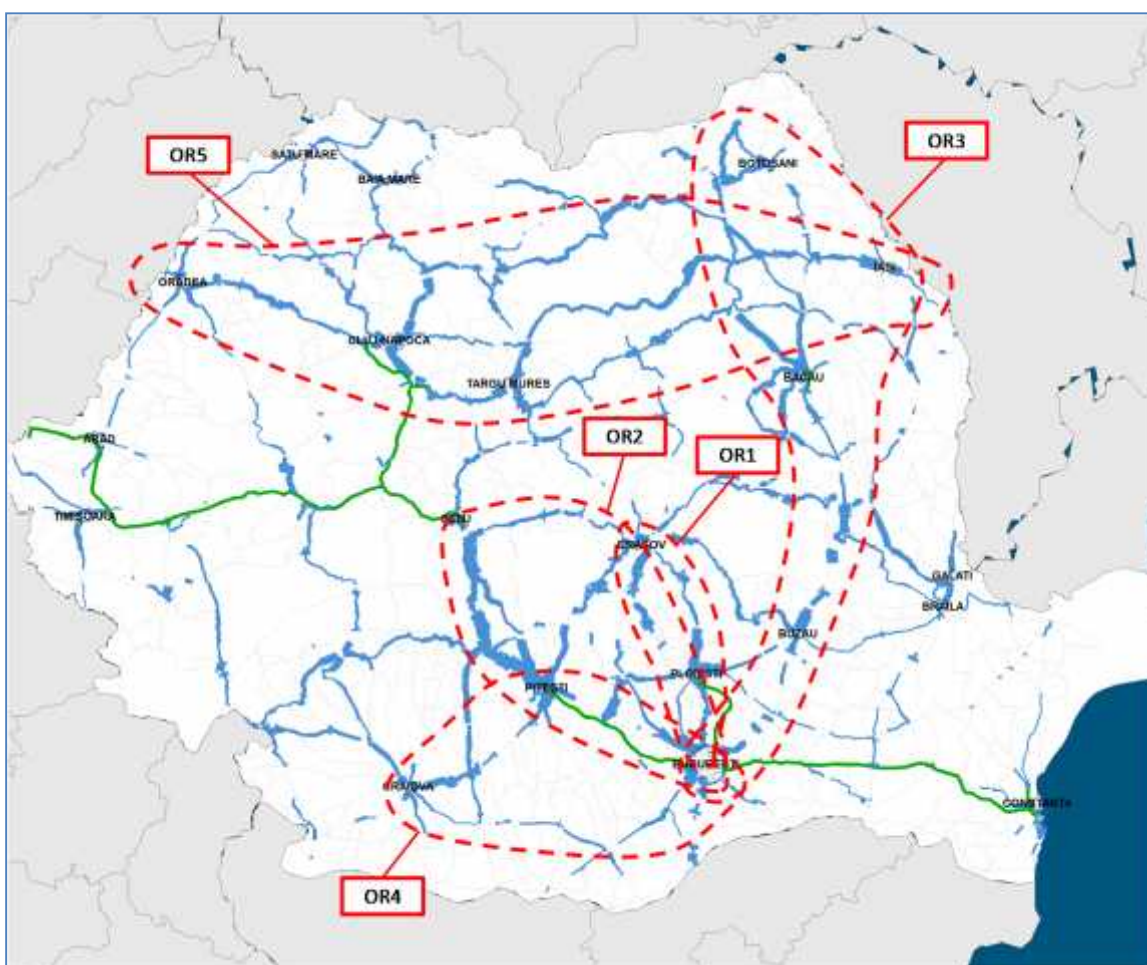 BOTOSANI
OR3
OR5
SATU MARE
BAIA MARE
IASI
ORADEA
CLUJ-NAPOCA
TARGU MURES
BACAU
OR2
OR1
ARAD
TIMISOARA
SIBIU
BRASOV
GALATI
BRAILA
BUZAU
PLOIESTI
PITESTI
BUCURESTI
CRAIOVA
CONSTANTA
OR4